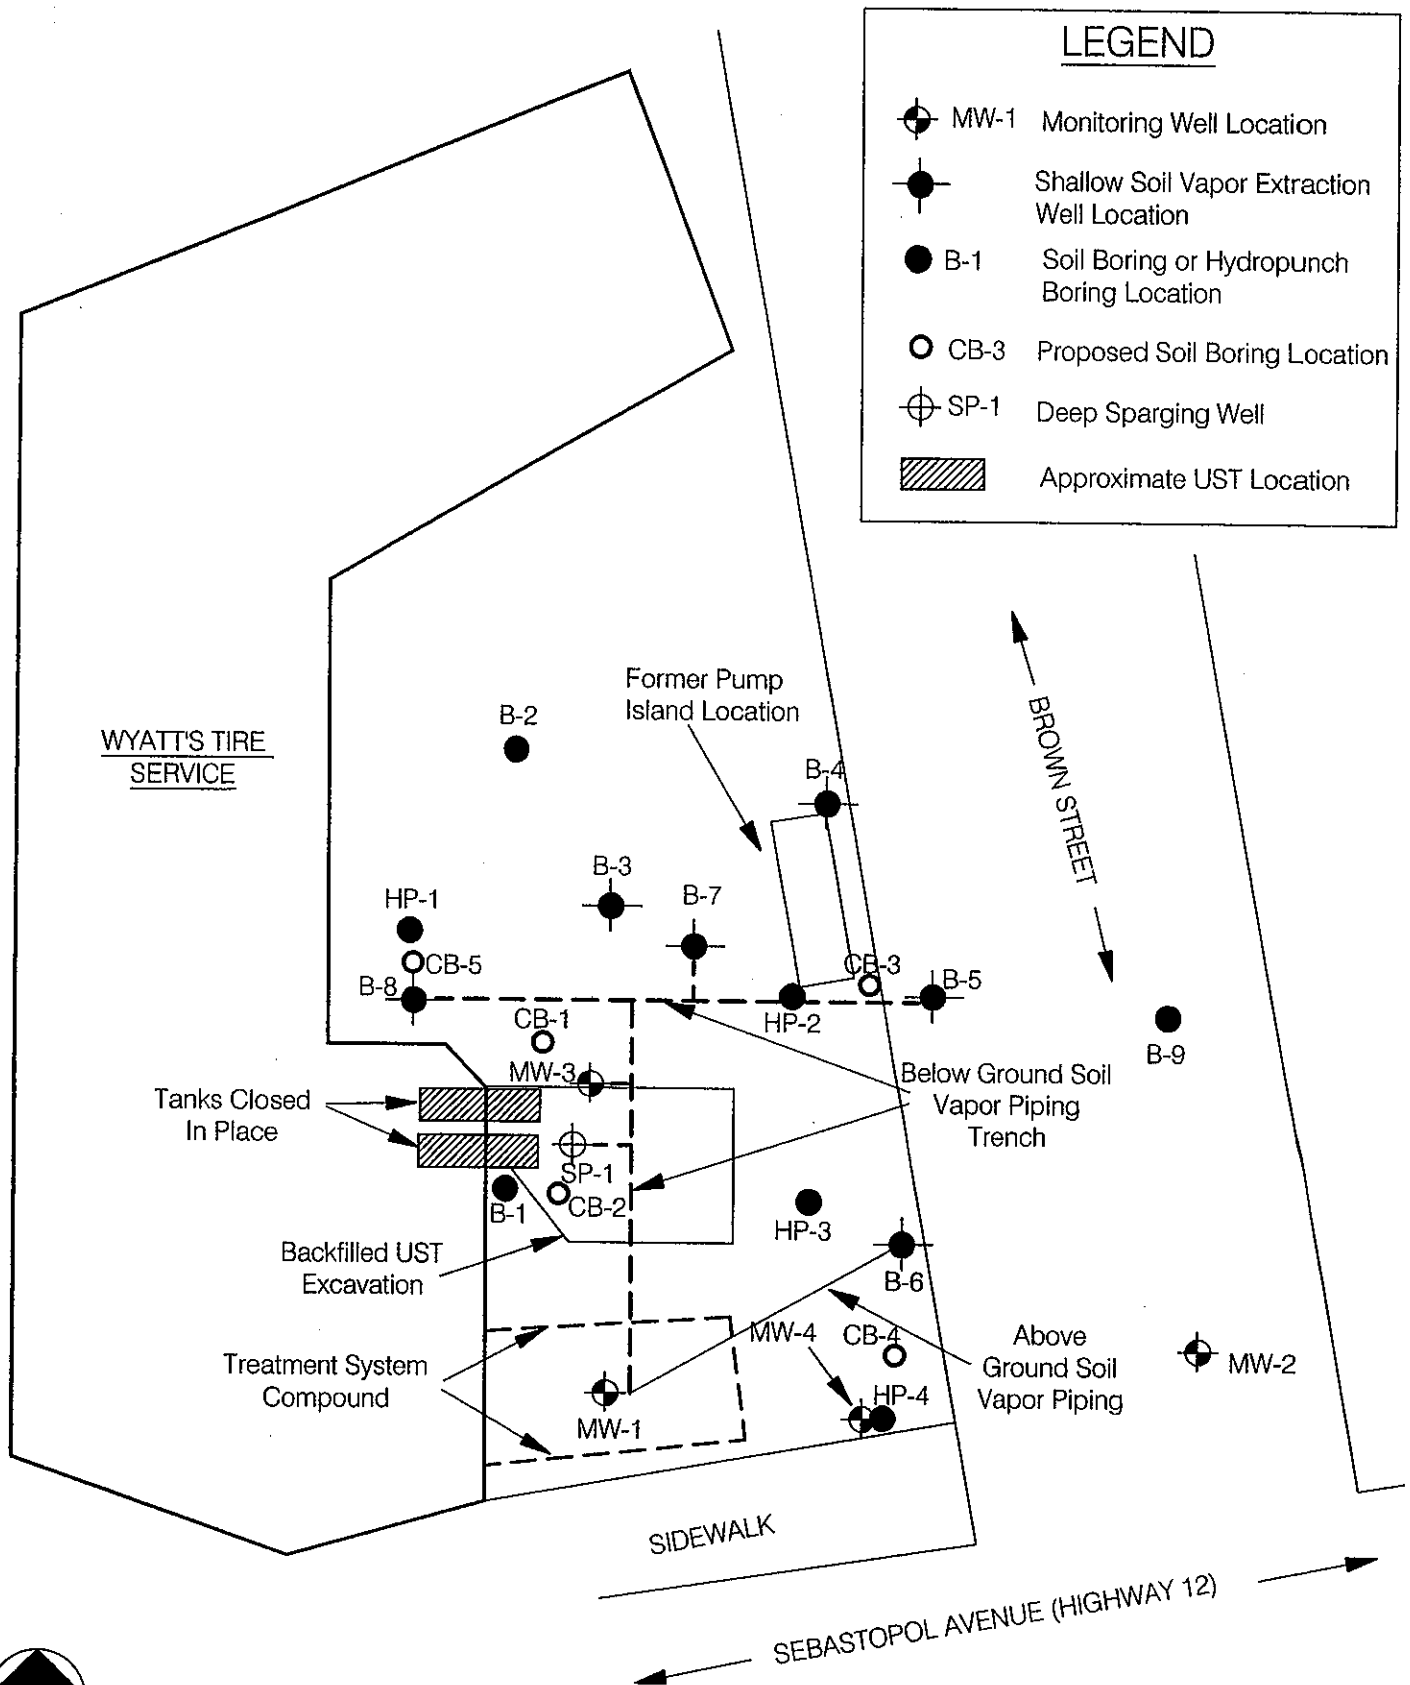 LEGEND
MW-1 Monitoring Well Location
Shallow Soil Vapor Extraction
Well Location
B-1 Soil Boring or Hydropunch
Boring Location
CB-3 Proposed Soil Boring Location
SP-1 Deep Sparging Well
Approximate UST Location
Former Pump
Island Location
B-2
WYATT'S TIRE
SERVICE
BROWN STREET
B-4
B-3
B-7
HP-1
CB-5
CB-3
B-8
B-5
HP-2
CB-1
B-9
MW-3
Below Ground Soil
Vapor Piping
Trench
Tanks Closed
In Place
SP-1
B-1
CB-2
HP-3
Backfilled UST
Excavation
B-6
MW-4
CB-4
Above
Ground Soil
Vapor Piping
MW-2
Treatment System
Compound
HP-4
MW-1
SIDEWALK
SEBASTOPOL AVENUE (HIGHWAY 12)